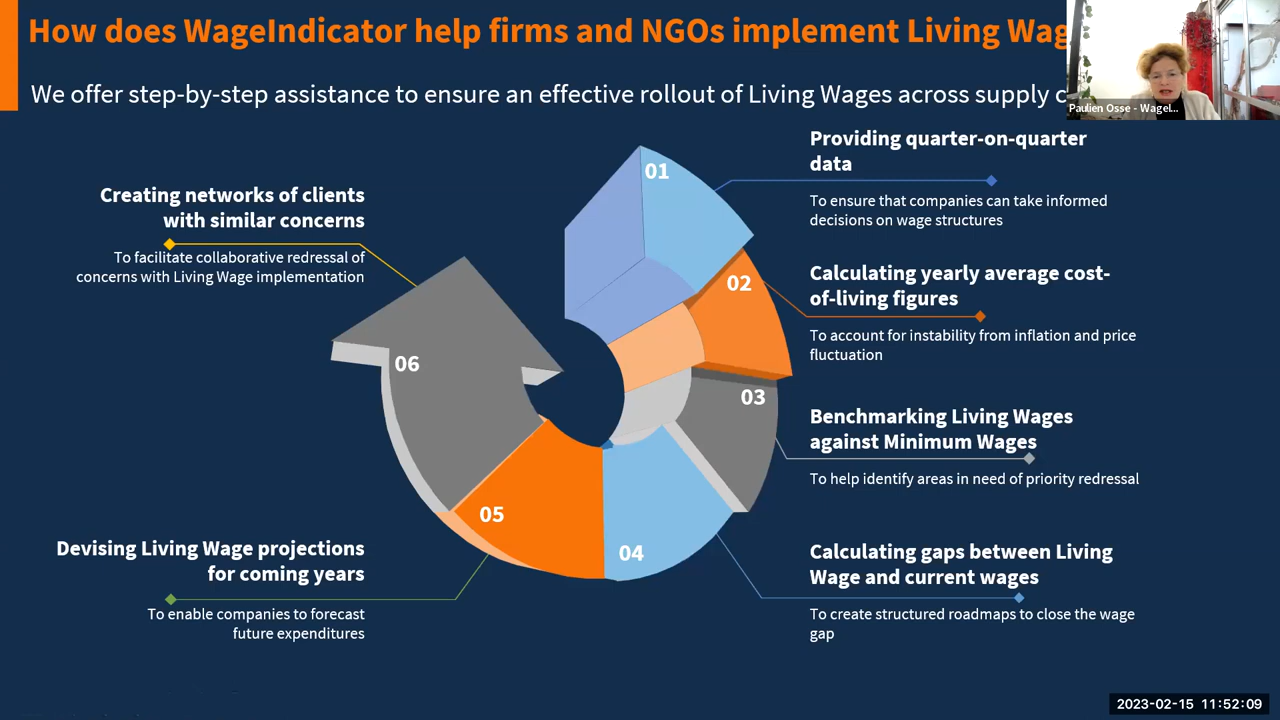 How does WageIndicator help firms and NGOs implement Living Wag
We offer step-by-step assistance to ensure an effective rollout of Living Wages across supply c
Paulien Osse - WageI...
01
Providing quarter-on-quarter
data
To ensure that companies can take informed
decisions on wage structures
02
Calculating yearly average cost-
of-living figures
To account for instability from inflation and price
fluctuation
03
Benchmarking Living Wages
against Minimum Wages
To help identify areas in need of priority redressal
04
Calculating gaps between Living
Wage and current wages
To create structured roadmaps to close the wage
gap
05
Devising Living Wage projections
for coming years
To enable companies to forecast
future expenditures
06
Creating networks of clients
with similar concerns
To facilitate collaborative redressal of
concerns with Living Wage implementation
2023-02-15 11:52:09